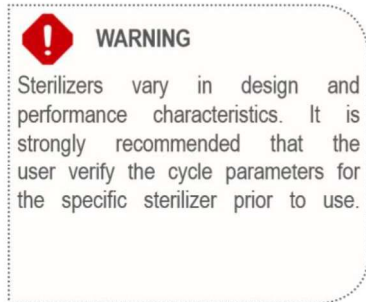 WARNING
Sterilizers vary in design and
performance characteristics. It is
strongly recommended that the
user verify the cycle parameters for
the specific sterilizer prior to use.